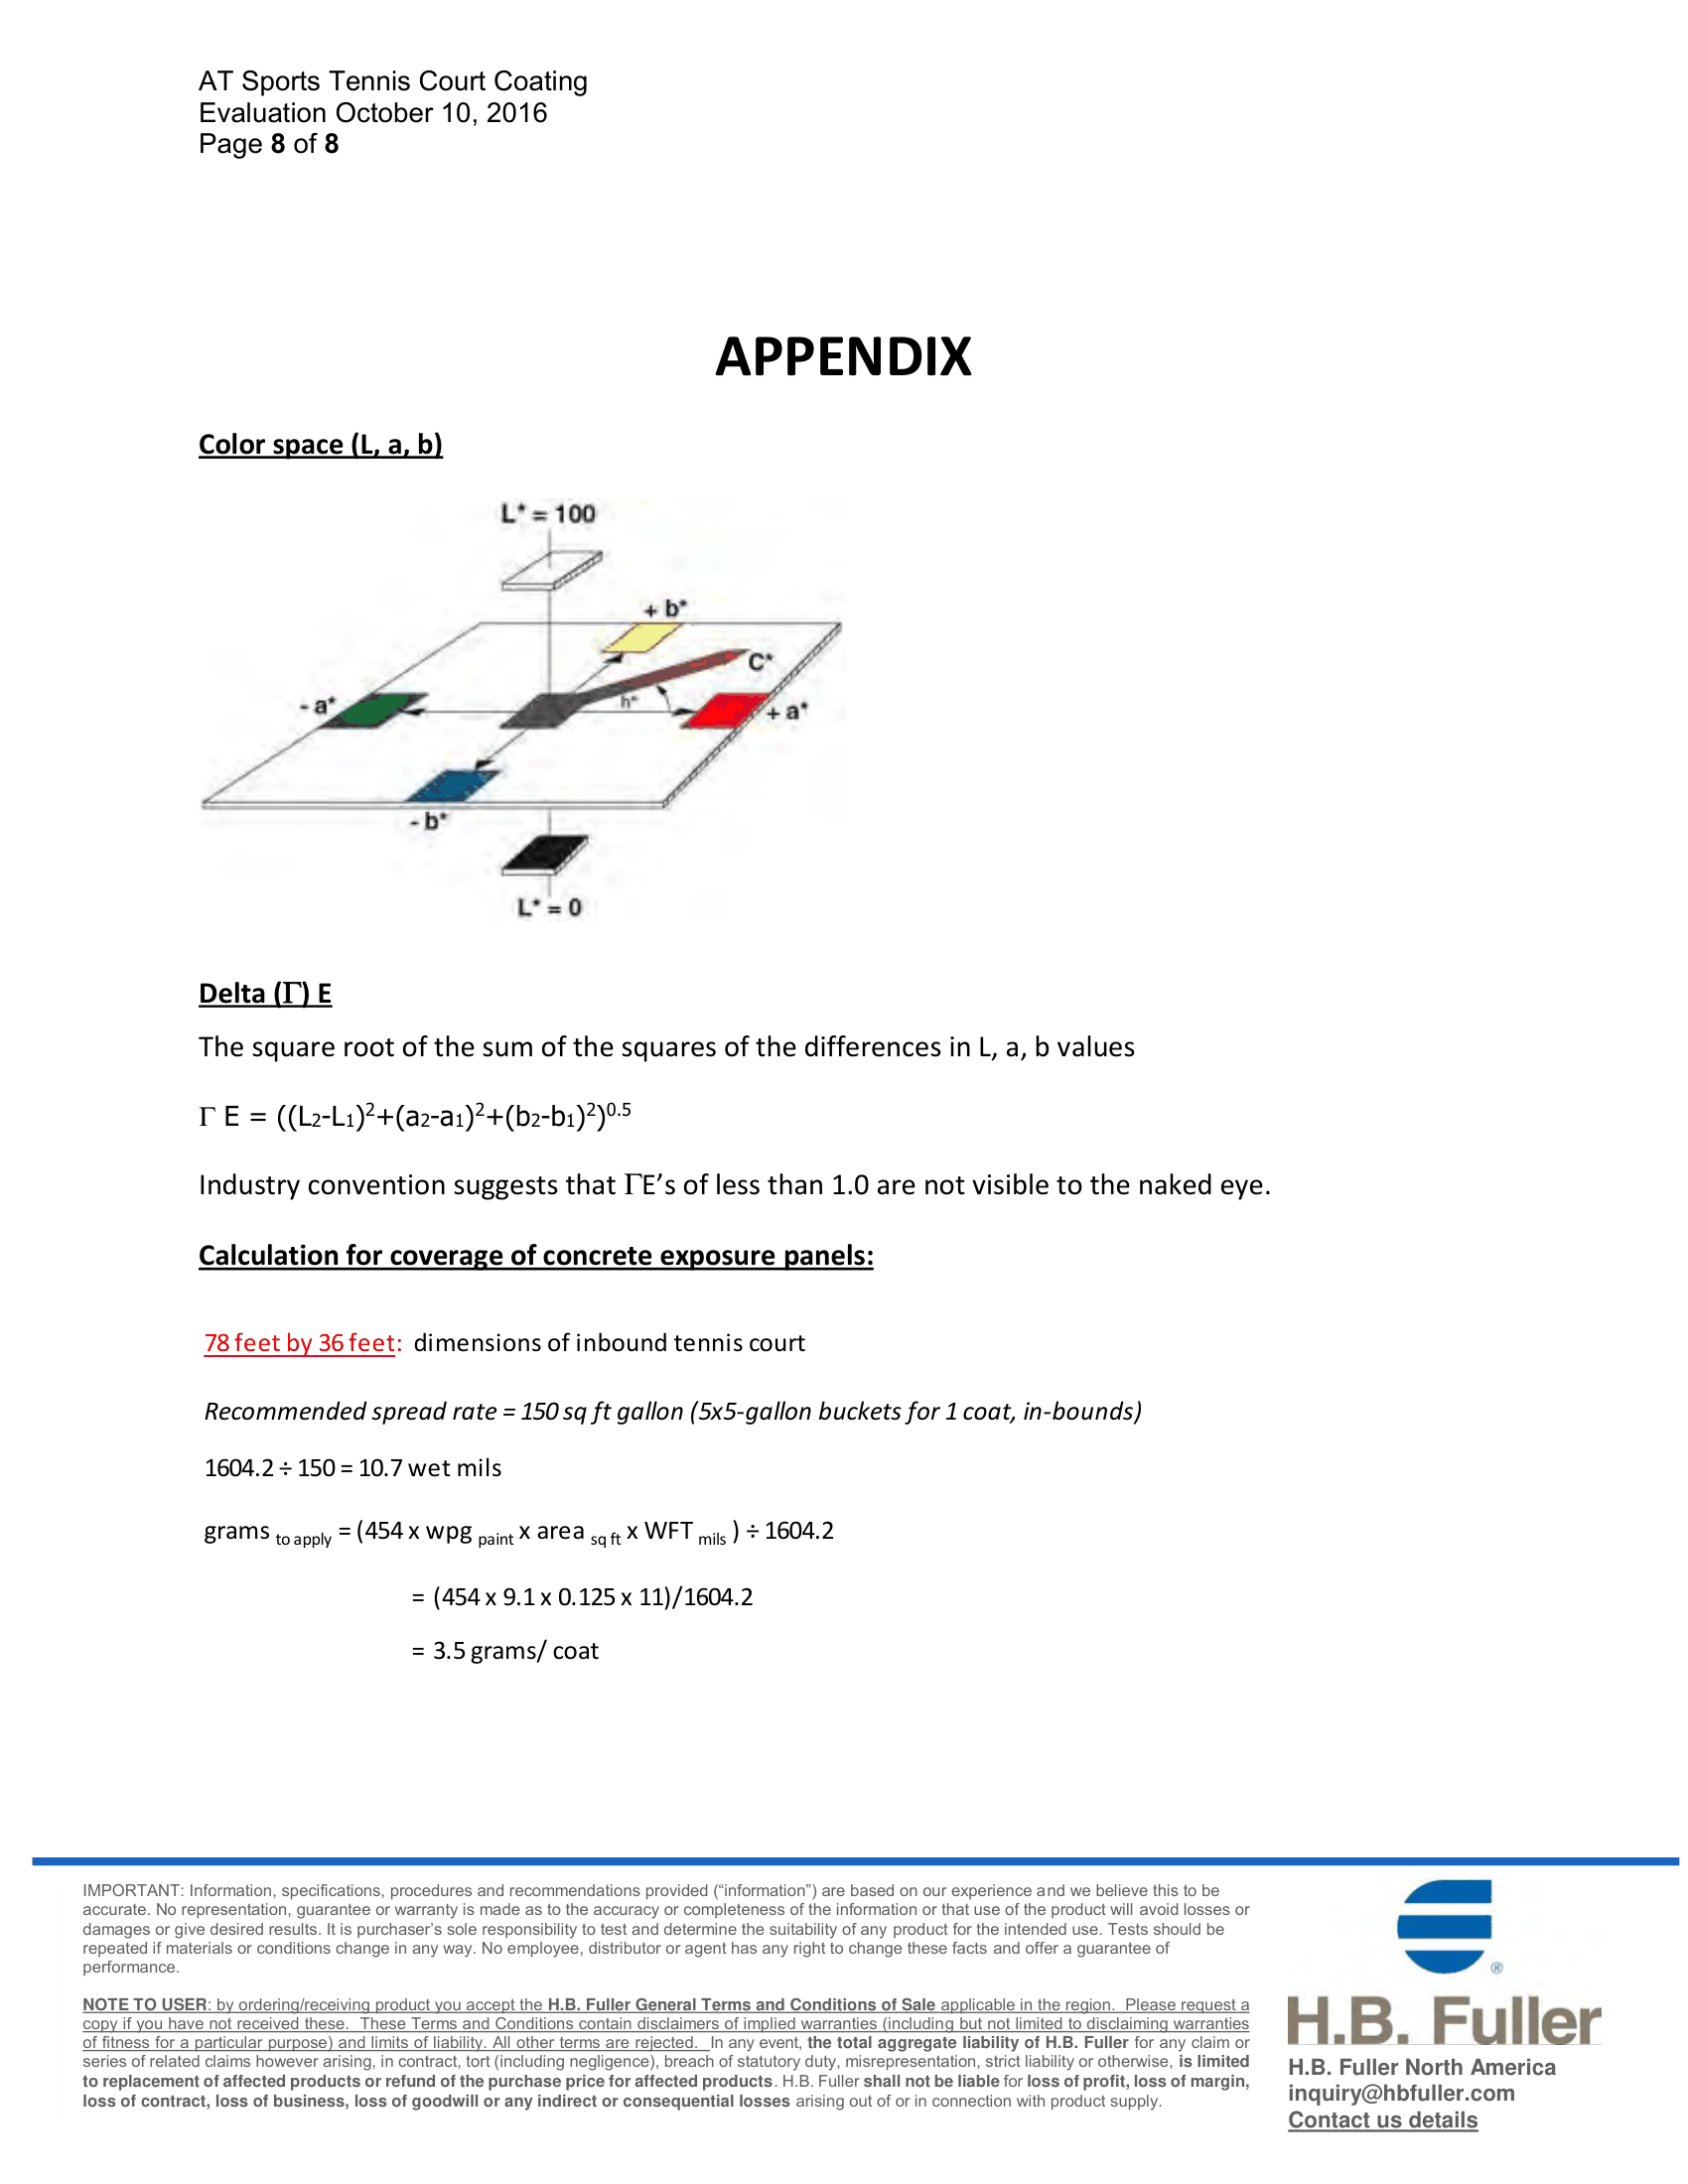 AT Sports Tennis Court Coating
Evaluation October 10, 2016
Page 8 of 8
APPENDIX
Color space (L, a, b)
L* = 100
+ b*
C*
- a*
h*
+ a*
- b*
L* = 0
Delta (Γ) E
The square root of the sum of the squares of the differences in L, a, b values
Γ E = ((L2-L1)²+(a2-a1)²+(b2-b1)²)⁰·⁵
Industry convention suggests that ΓE’s of less than 1.0 are not visible to the naked eye.
Calculation for coverage of concrete exposure panels:
78 feet by 36 feet: dimensions of inbound tennis court
Recommended spread rate = 150 sq ft gallon (5x5-gallon buckets for 1 coat, in-bounds)
1604.2 ÷ 150 = 10.7 wet mils
grams to apply = (454 x wpg paint x area sq ft x WFT mils ) ÷ 1604.2
= (454 x 9.1 x 0.125 x 11)/1604.2
= 3.5 grams/ coat
IMPORTANT: Information, specifications, procedures and recommendations provided (“information”) are based on our experience and we believe this to be
accurate. No representation, guarantee or warranty is made as to the accuracy or completeness of the information or that use of the product will avoid losses or
damages or give desired results. It is purchaser’s sole responsibility to test and determine the suitability of any product for the intended use. Tests should be
repeated if materials or conditions change in any way. No employee, distributor or agent has any right to change these facts and offer a guarantee of
performance.
NOTE TO USER: by ordering/receiving product you accept the H.B. Fuller General Terms and Conditions of Sale applicable in the region. Please request a
copy if you have not received these. These Terms and Conditions contain disclaimers of implied warranties (including but not limited to disclaiming warranties
of fitness for a particular purpose) and limits of liability. All other terms are rejected. In any event, the total aggregate liability of H.B. Fuller for any claim or
series of related claims however arising, in contract, tort (including negligence), breach of statutory duty, misrepresentation, strict liability or otherwise, is limited
to replacement of affected products or refund of the purchase price for affected products. H.B. Fuller shall not be liable for loss of profit, loss of margin,
loss of contract, loss of business, loss of goodwill or any indirect or consequential losses arising out of or in connection with product supply.
®
H.B. Fuller
H.B. Fuller North America
inquiry@hbfuller.com
Contact us details